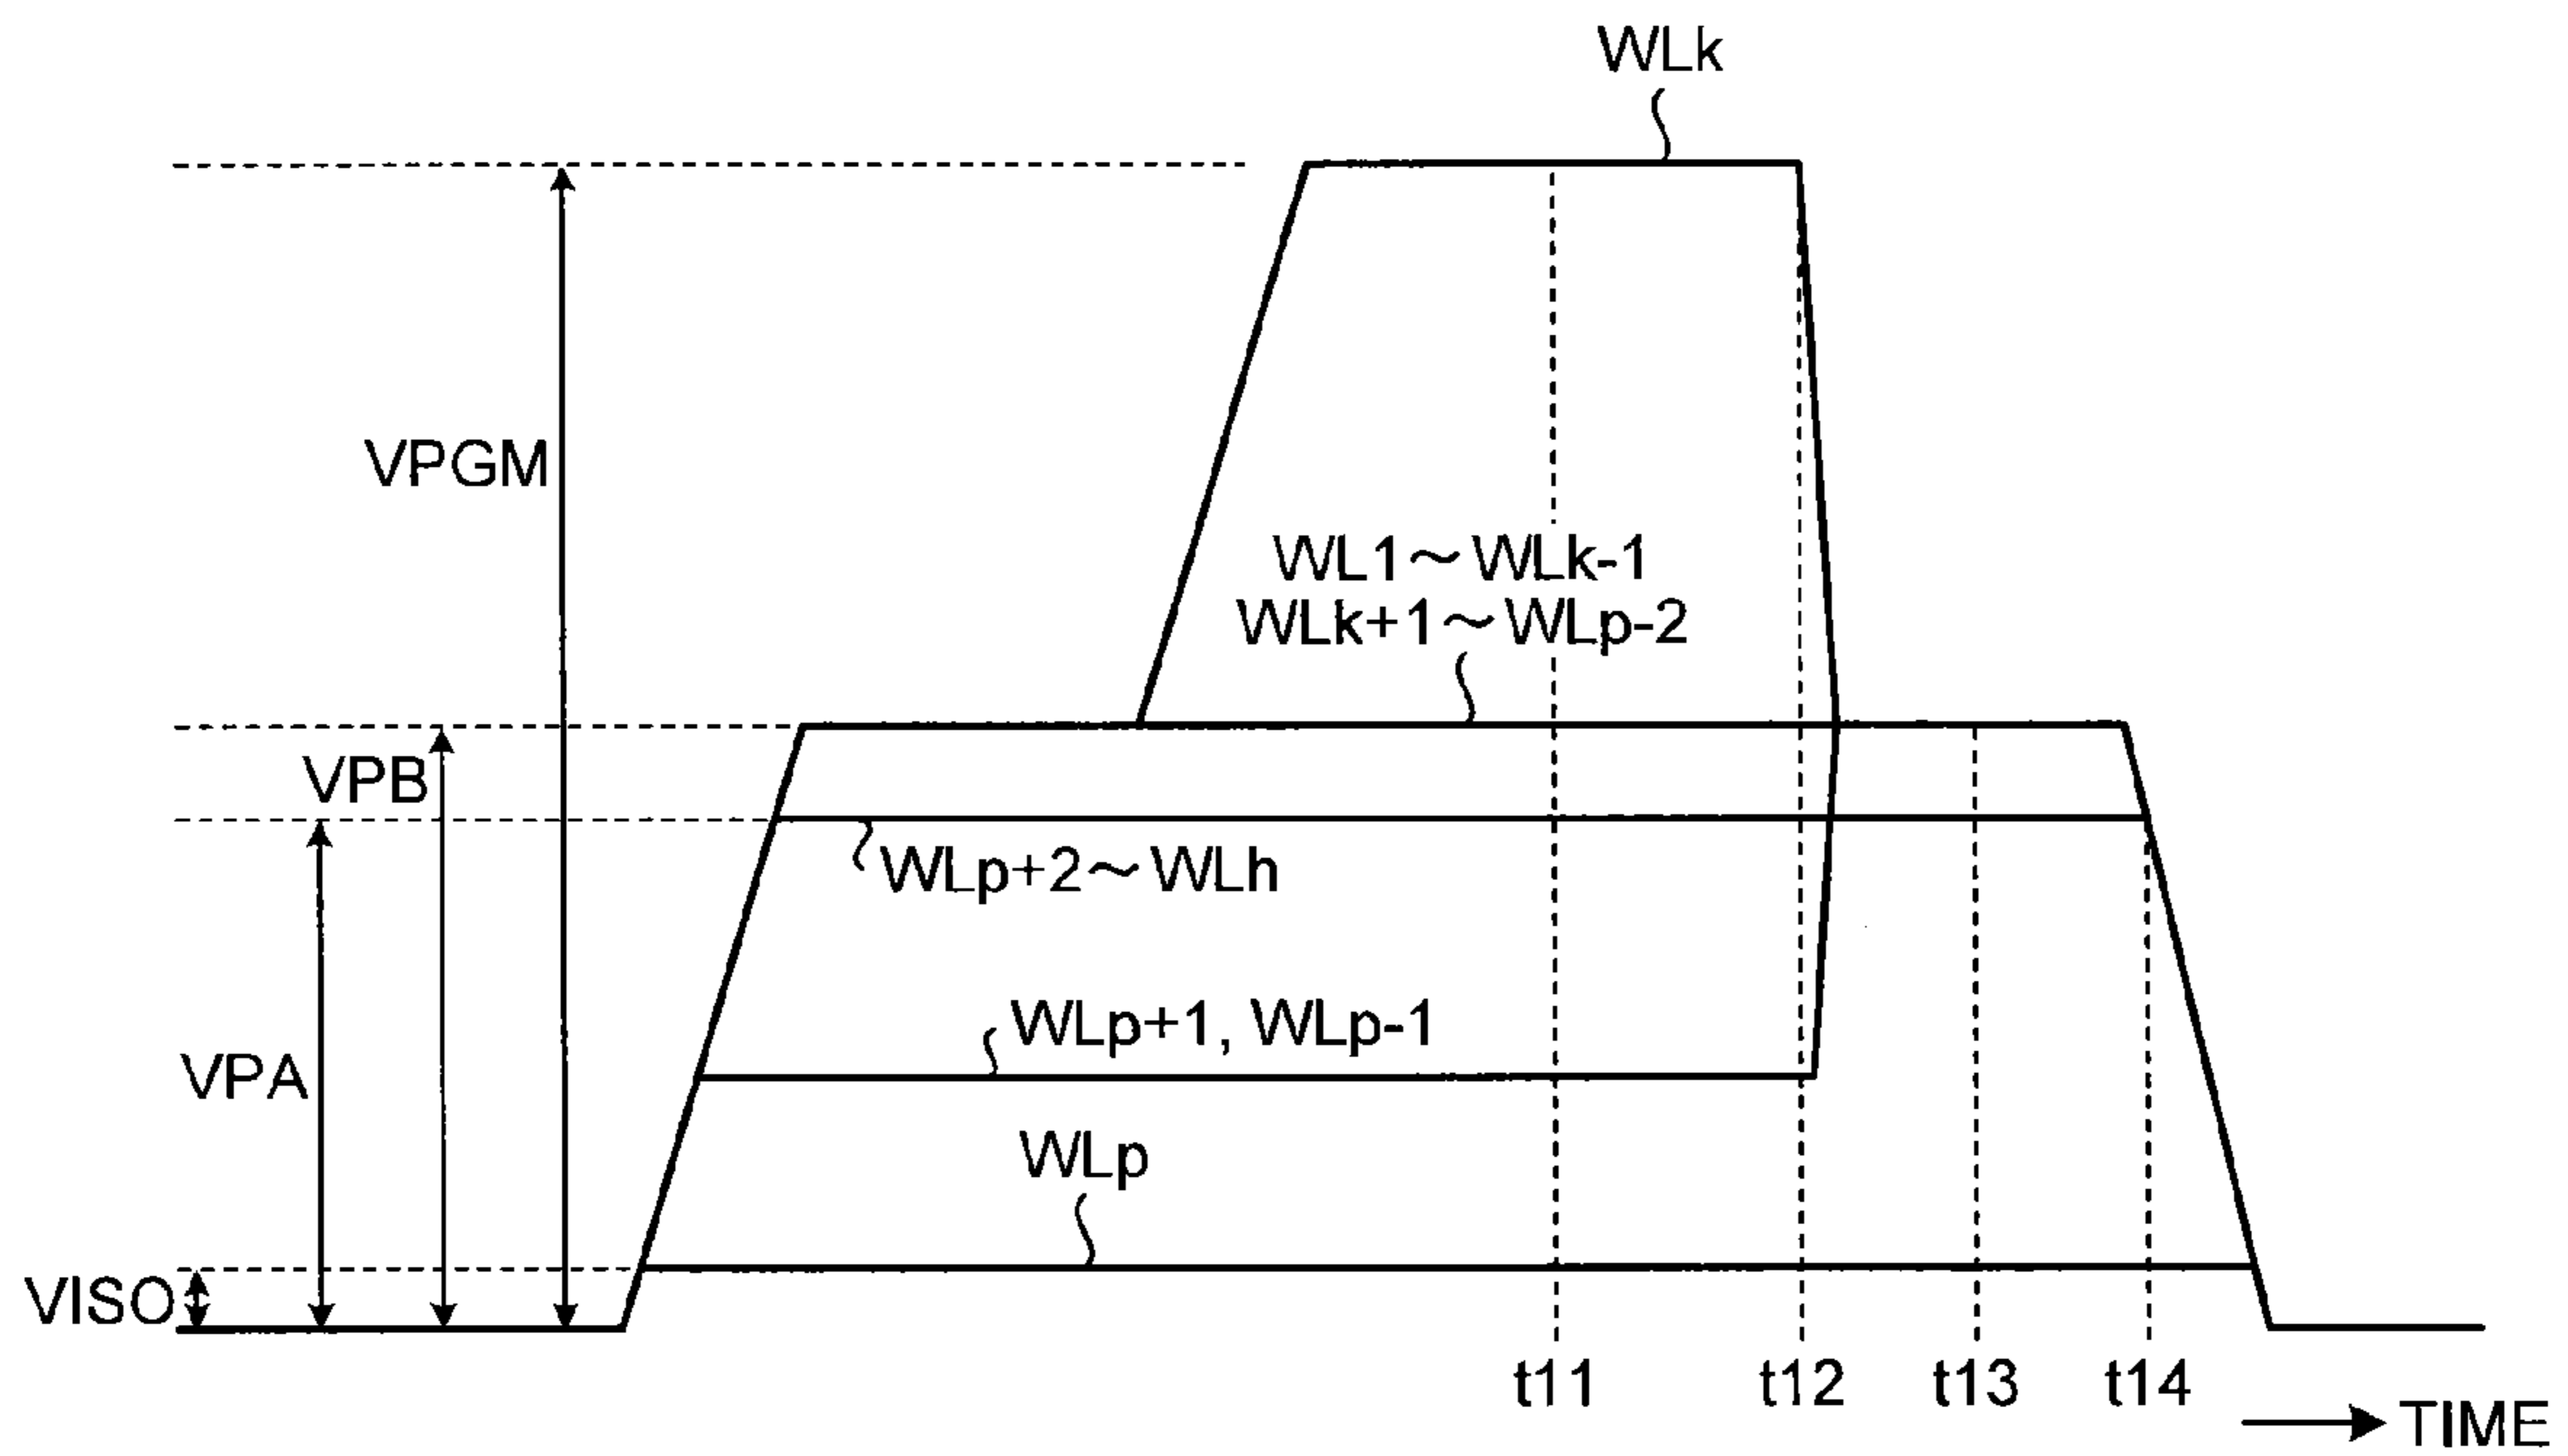 WLk
VPGM
WL1～WLk-1
WLk+1～WLp-2
VPB
WLp+2～WLh
WLp+1, WLp-1
VPA
WLp
VISO
t11 t12 t13 t14
TIME